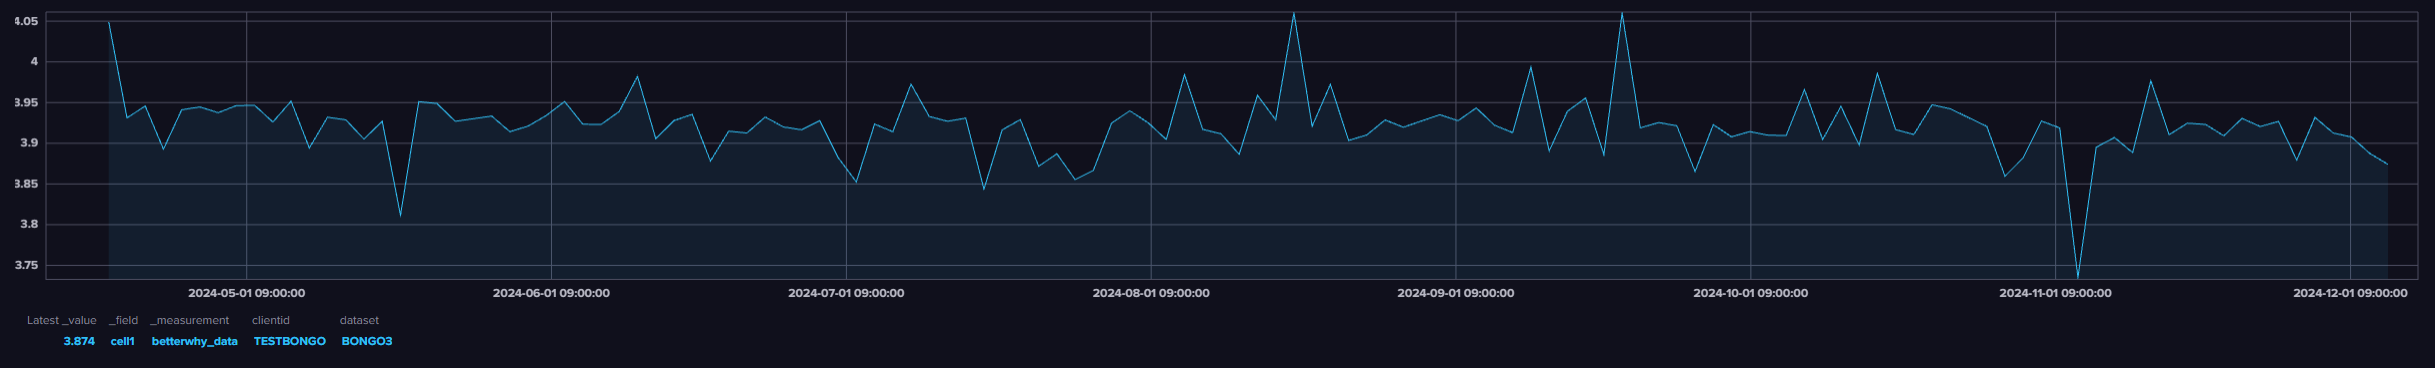 4.05
4
3.95
3.9
3.85
3.8
3.75
2024-05-01 09:00:00 2024-06-01 09:00:00 2024-07-01 09:00:00 2024-08-01 09:00:00 2024-09-01 09:00:00 2024-10-01 09:00:00 2024-11-01 09:00:00 2024-12-01 09:00:00
Latest _value _field _measurement clientid dataset
3.874 cell1 betterwhy_data TESTBONGO BONGO3